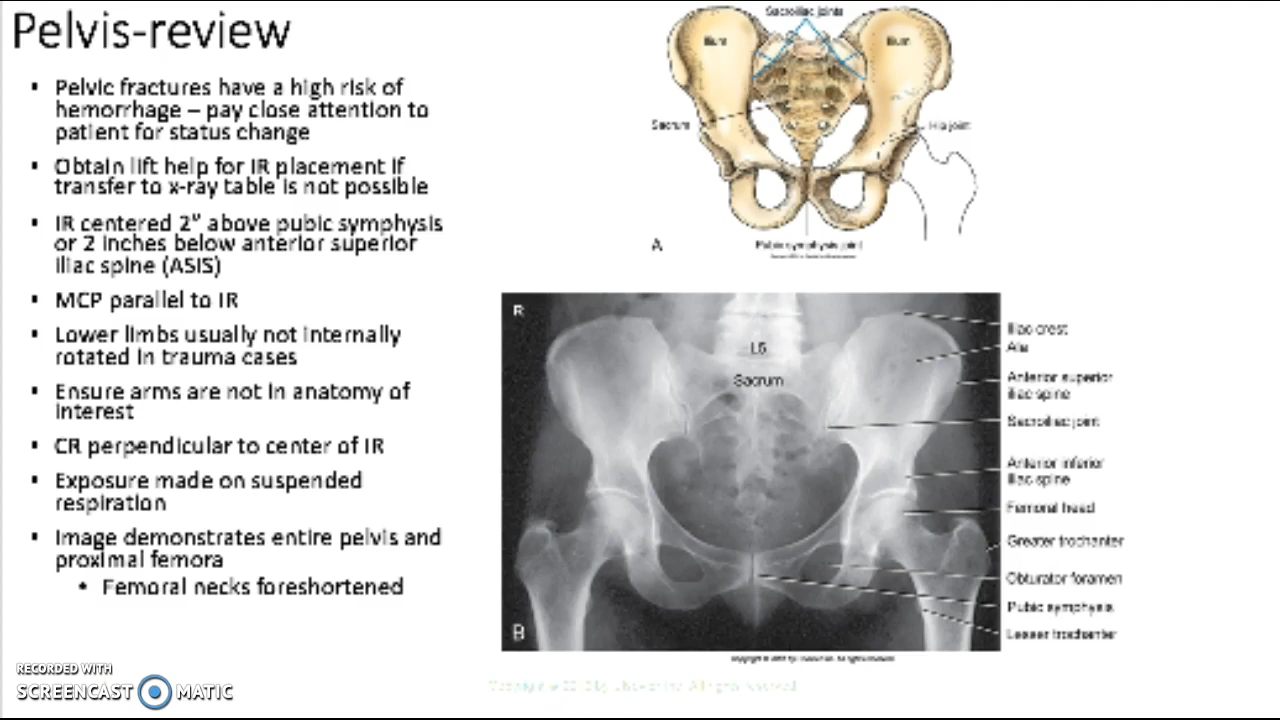 Pelvis-review
▪ Pelvic fractures have a high risk of
hemorrhage – pay close attention to
patient for status change
▪ Obtain lift help for IR placement if
transfer to x-ray table is not possible
▪ IR centered 2” above pubic symphysis
or 2 inches below anterior superior
iliac spine (ASIS)
▪ MCP parallel to IR
▪ Lower limbs usually not internally
rotated in trauma cases
▪ Ensure arms are not in anatomy of
interest
▪ CR perpendicular to center of IR
▪ Exposure made on suspended
respiration
▪ Image demonstrates entire pelvis and
proximal femora
• Femoral necks foreshortened
Sacroiliac joints
Ilium
Ilium
Sacrum
Hip joint
A
Pubic symphysis joint
R
L5
Sacrum
B
Iliac crest
Ala
Anterior superior
iliac spine
Sacroiliac joint
Anterior inferior
iliac spine
Femoral head
Greater trochanter
Obturator foramen
Pubic symphysis
Lesser trochanter
RECORDED WITH
SCREENCAST MATIC